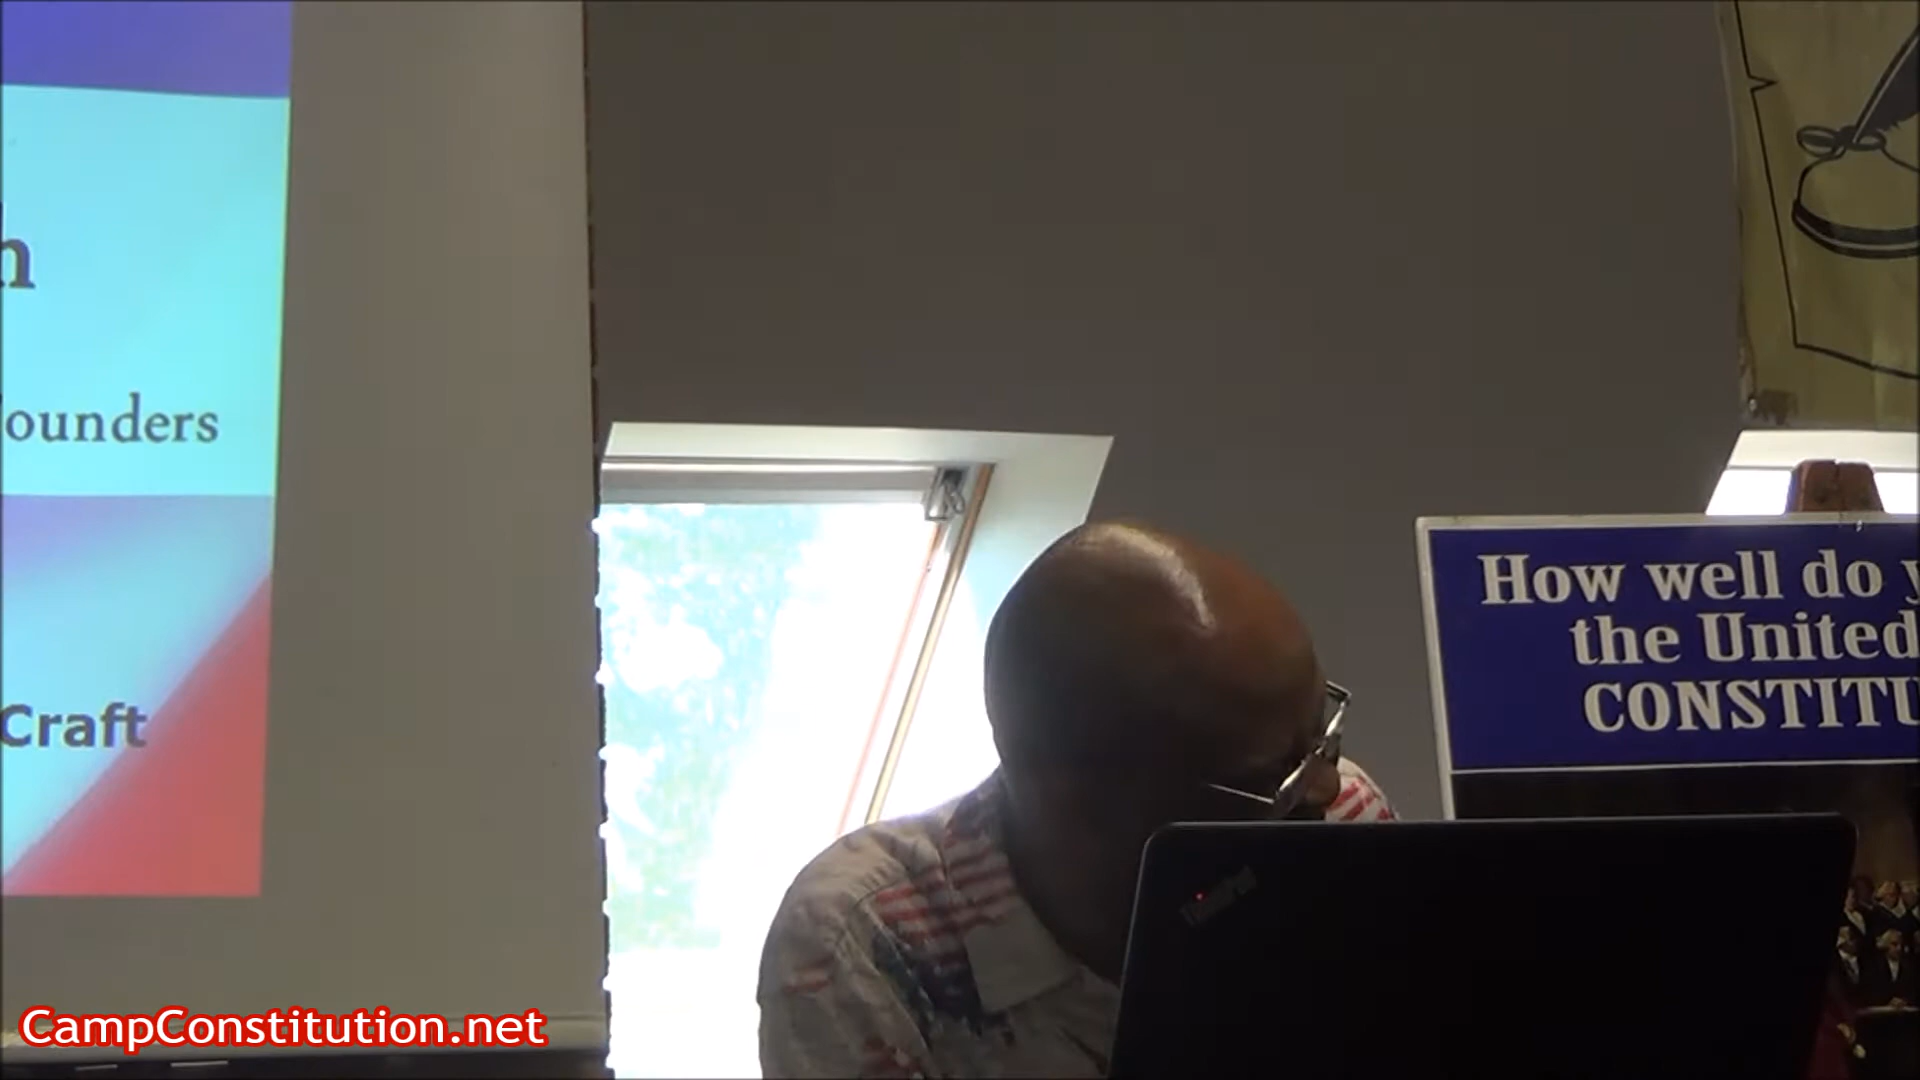 n
ounders
Craft
How well do y
the United
CONSTITU
ThinkPad
CampConstitution.net